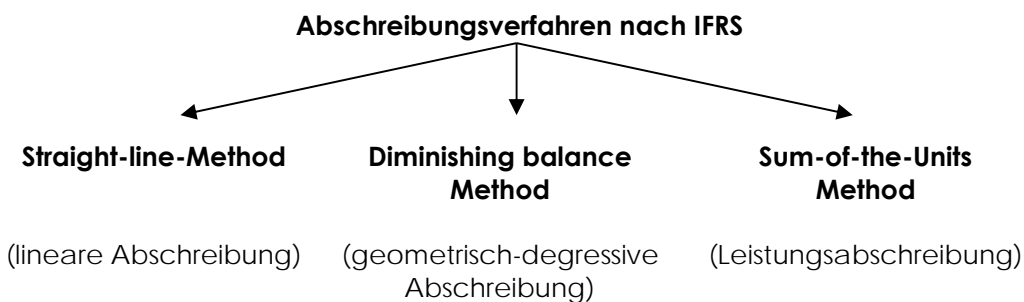 Abschreibungsverfahren nach IFRS
Straight-line-Method
Diminishing balance
Method
Sum-of-the-Units
Method
(lineare Abschreibung)
(geometrisch-degressive
Abschreibung)
(Leistungsabschreibung)